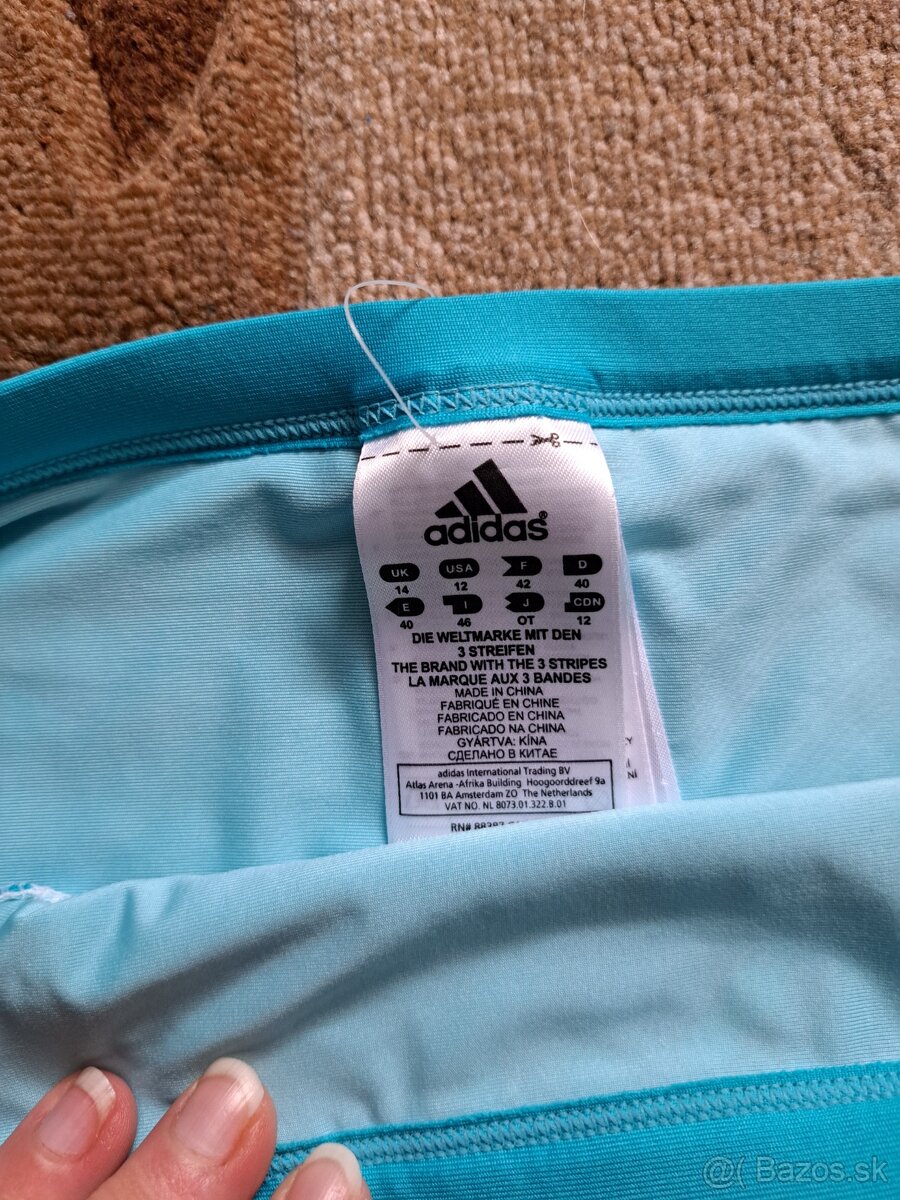 adidas®
UK USA F D
14 12 42 40
E I J CDN
40 46 OT 12
DIE WELTMARKE MIT DEN
3 STREIFEN
THE BRAND WITH THE 3 STRIPES
LA MARQUE AUX 3 BANDES
MADE IN CHINA
FABRIQUÉ EN CHINE
FABRICADO EN CHINA
FABRICADO NA CHINA
GYÁRTVA: KÍNA
СДЕЛАНО В КИТАЕ
adidas International Trading BV
Atlas Arena -Afrika Building Hoogoorddreef 9a
1101 BA Amsterdam ZO The Netherlands
VAT NO. NL 8073.01.322.B.01
RN#
@( Bazos.sk